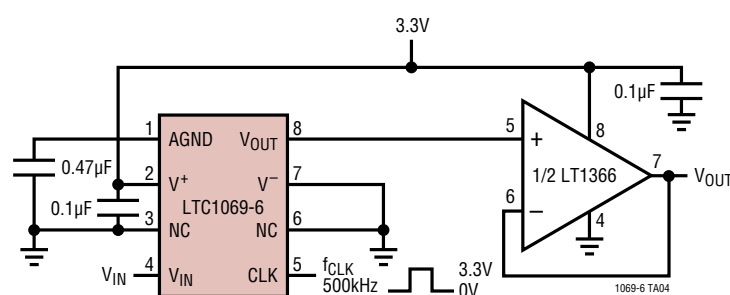 3.3V
0.1µF
1
AGND
VOUT
8
5
+
8
0.47µF
2
V+
V−
7
1/2 LT1366
7
VOUT
0.1µF
LTC1069-6
6
−
3
NC
NC
6
4
VIN
4
VIN
CLK
5
fCLK
500kHz
3.3V
0V
1069-6 TA04